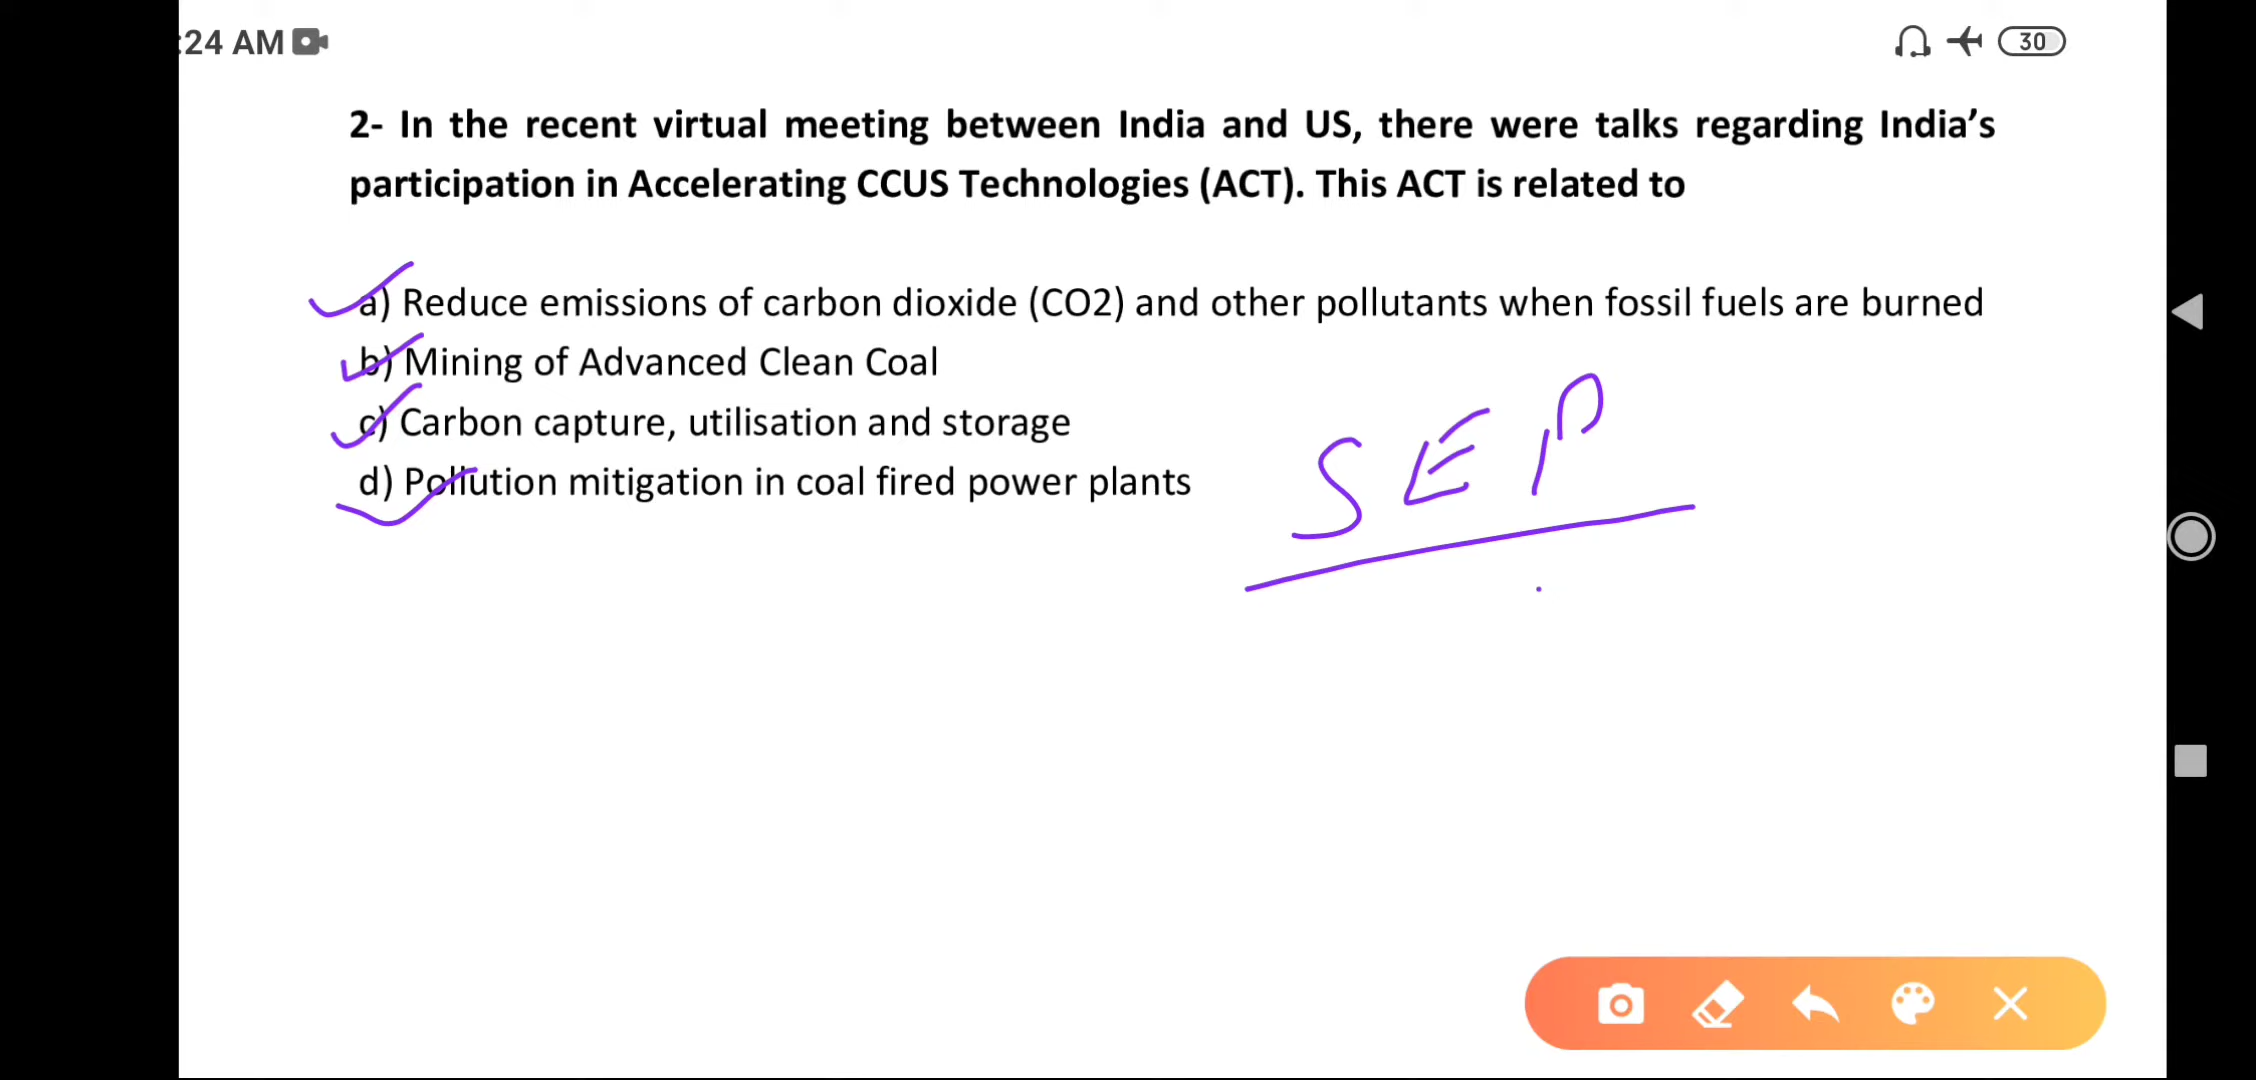 :24 AM
30
2- In the recent virtual meeting between India and US, there were talks regarding India’s
participation in Accelerating CCUS Technologies (ACT). This ACT is related to
a) Reduce emissions of carbon dioxide (CO2) and other pollutants when fossil fuels are burned
b) Mining of Advanced Clean Coal
c) Carbon capture, utilisation and storage
d) Pollution mitigation in coal fired power plants
SEP